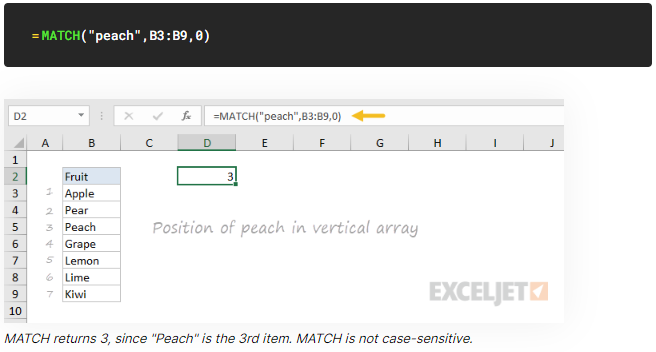 =MATCH("peach",B3:B9,0)
D2 fx =MATCH("peach",B3:B9,0)
A B C D E F G H I J
1
2 Fruit 3
3 1 Apple
4 2 Pear
5 3 Peach Position of peach in vertical array
6 4 Grape
7 5 Lemon
8 6 Lime
9 7 Kiwi
EXCELJET
10
MATCH returns 3, since "Peach" is the 3rd item. MATCH is not case-sensitive.